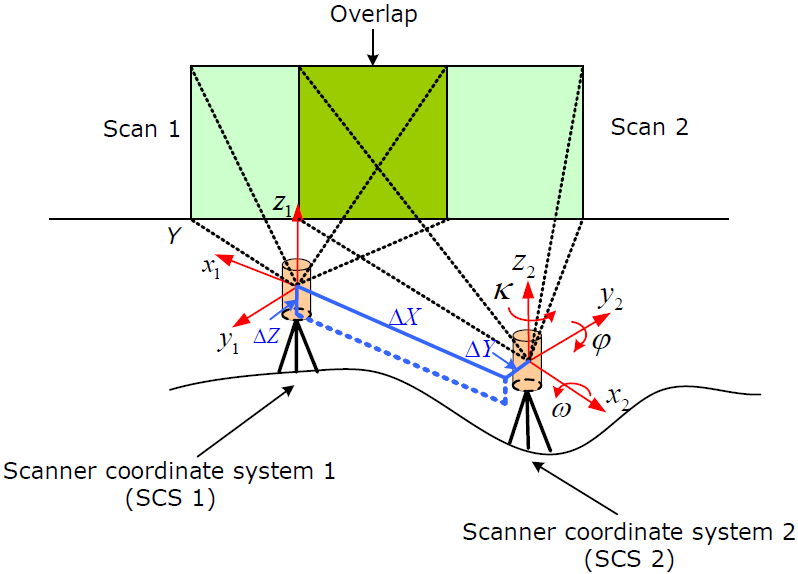 Overlap
Scan 1
Scan 2
z₁
Y
x₁
z₂
κ
y₂
ΔX
y₁
ΔZ
ΔY
φ
ω
x₂
Scanner coordinate system 1
(SCS 1)
Scanner coordinate system 2
(SCS 2)